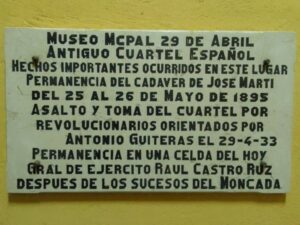 MUSEO MCPAL 29 DE ABRIL
ANTIGUO CUARTEL ESPAÑOL
HECHOS IMPORTANTES OCURRIDOS EN ESTE LUGAR
PERMANENCIA DEL CADAVER DE JOSE MARTI
DEL 25 AL 26 DE MAYO DE 1895
ASALTO Y TOMA DEL CUARTEL POR
REVOLUCIONARIOS ORIENTADOS POR
ANTONIO GUITERAS EL 29-4-33
PERMANENCIA EN UNA CELDA DEL HOY
GRAL DE EJERCITO RAUL CASTRO RUZ
DESPUES DE LOS SUCESOS DEL MONCADA